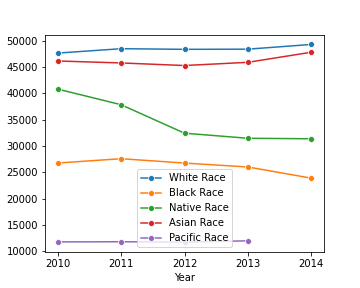 50000
45000
40000
35000
30000
25000
20000
15000
10000
White Race
Black Race
Native Race
Asian Race
Pacific Race
2010 2011 2012 2013 2014
Year